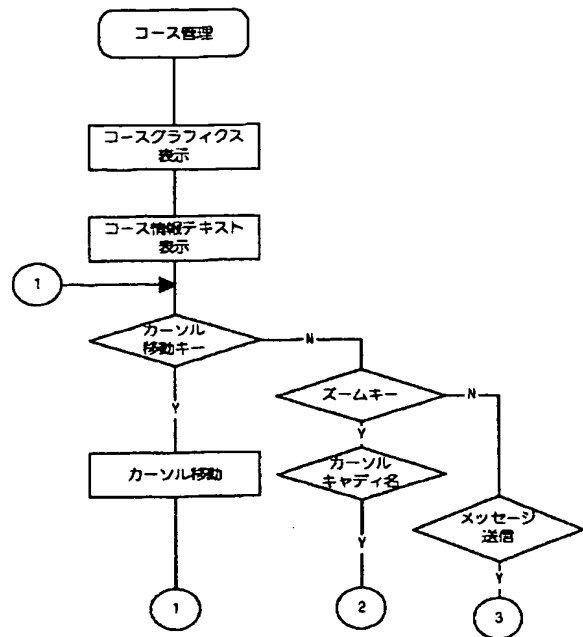 コース管理
コースグラフィクス
表示
コース情報テキスト
表示
1
カーソル
移動キー
N
Y
ズームキー
N
Y
カーソル移動
カーソル
キャディ名
Y
メッセージ
送信
Y
1
2
3